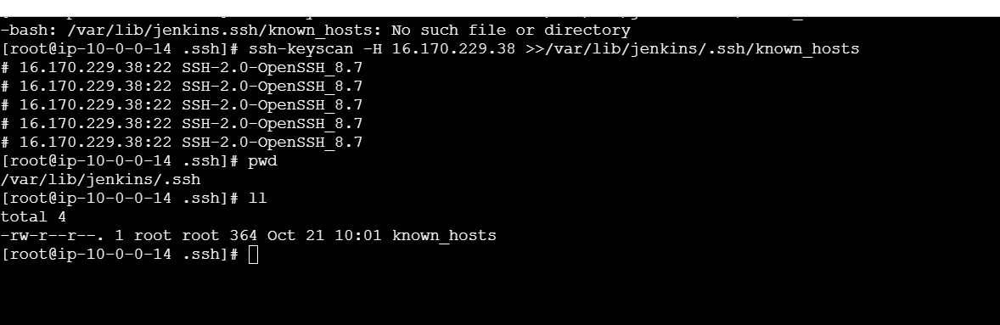 -bash: /var/lib/jenkins.ssh/known_hosts: No such file or directory
[root@ip-10-0-0-14 .ssh]# ssh-keyscan -H 16.170.229.38 >>/var/lib/jenkins/.ssh/known_hosts
# 16.170.229.38:22 SSH-2.0-OpenSSH_8.7
# 16.170.229.38:22 SSH-2.0-OpenSSH_8.7
# 16.170.229.38:22 SSH-2.0-OpenSSH_8.7
# 16.170.229.38:22 SSH-2.0-OpenSSH_8.7
# 16.170.229.38:22 SSH-2.0-OpenSSH_8.7
[root@ip-10-0-0-14 .ssh]# pwd
/var/lib/jenkins/.ssh
[root@ip-10-0-0-14 .ssh]# ll
total 4
-rw-r--r--. 1 root root 364 Oct 21 10:01 known_hosts
[root@ip-10-0-0-14 .ssh]#